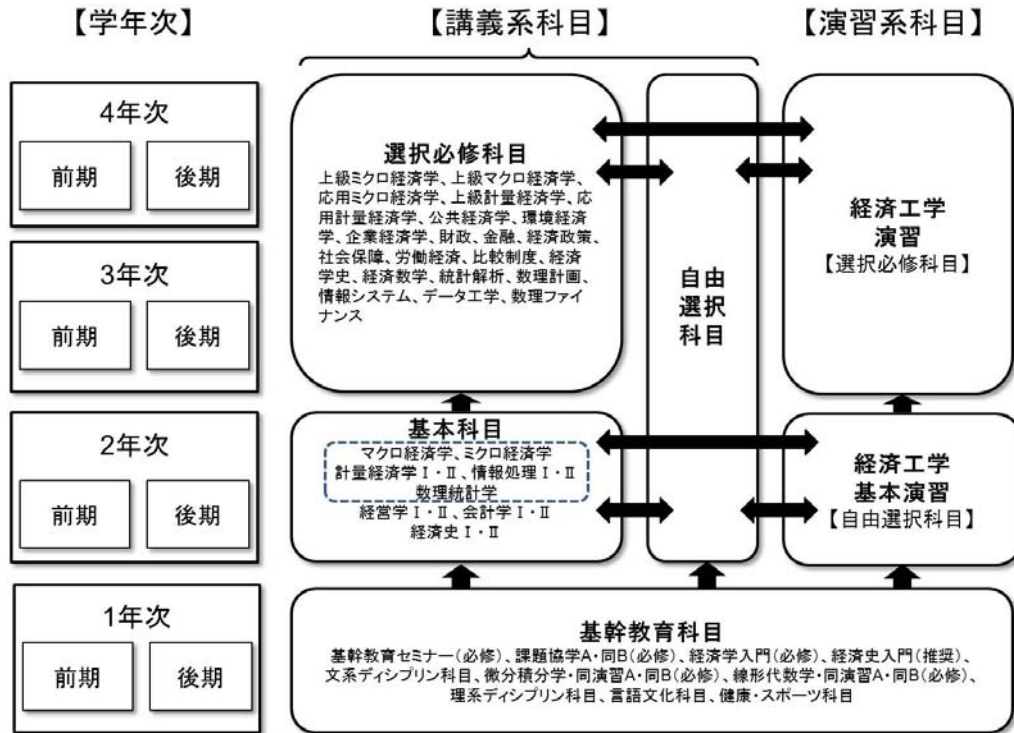 【学年次】
【講義系科目】
【演習系科目】
4年次
前期
後期
3年次
前期
後期
2年次
前期
後期
1年次
前期
後期
選択必修科目
上級ミクロ経済学、上級マクロ経済学、
応用ミクロ経済学、上級計量経済学、応
用計量経済学、公共経済学、環境経済
学、企業経済学、財政、金融、経済政策、
社会保障、労働経済、比較制度、経済
学史、経済数学、統計解析、数理計画、
情報システム、データ工学、数理ファイ
ナンス
自由
選択
科目
経済工学
演習
【選択必修科目】
基本科目
マクロ経済学、ミクロ経済学
計量経済学Ⅰ・Ⅱ、情報処理Ⅰ・Ⅱ
数理統計学
経営学Ⅰ・Ⅱ、会計学Ⅰ・Ⅱ
経済史Ⅰ・Ⅱ
経済工学
基本演習
【自由選択科目】
基幹教育科目
基幹教育セミナー(必修)、課題協学A・同B(必修)、経済学入門(必修)、経済史入門(推奨)、
文系ディシプリン科目、微分積分学・同演習A・同B(必修)、線形代数学・同演習A・同B(必修)、
理系ディシプリン科目、言語文化科目、健康・スポーツ科目